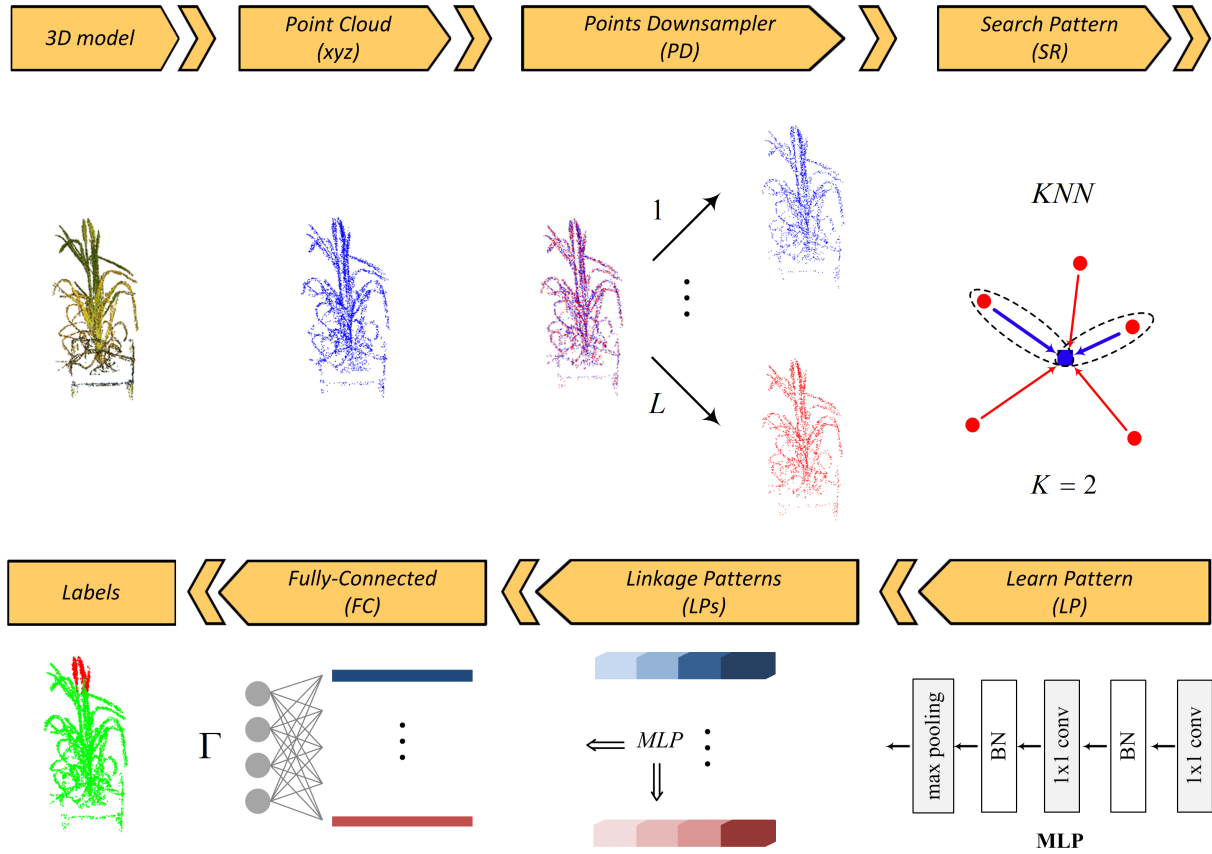 3D model
Point Cloud
(xyz)
Points Downsampler
(PD)
Search Pattern
(SR)
1
L
KNN
K = 2
Labels
Fully-Connected
(FC)
Linkage Patterns
(LPs)
Learn Pattern
(LP)
Γ
MLP
max pooling
BN
1x1 conv
BN
1x1 conv
MLP